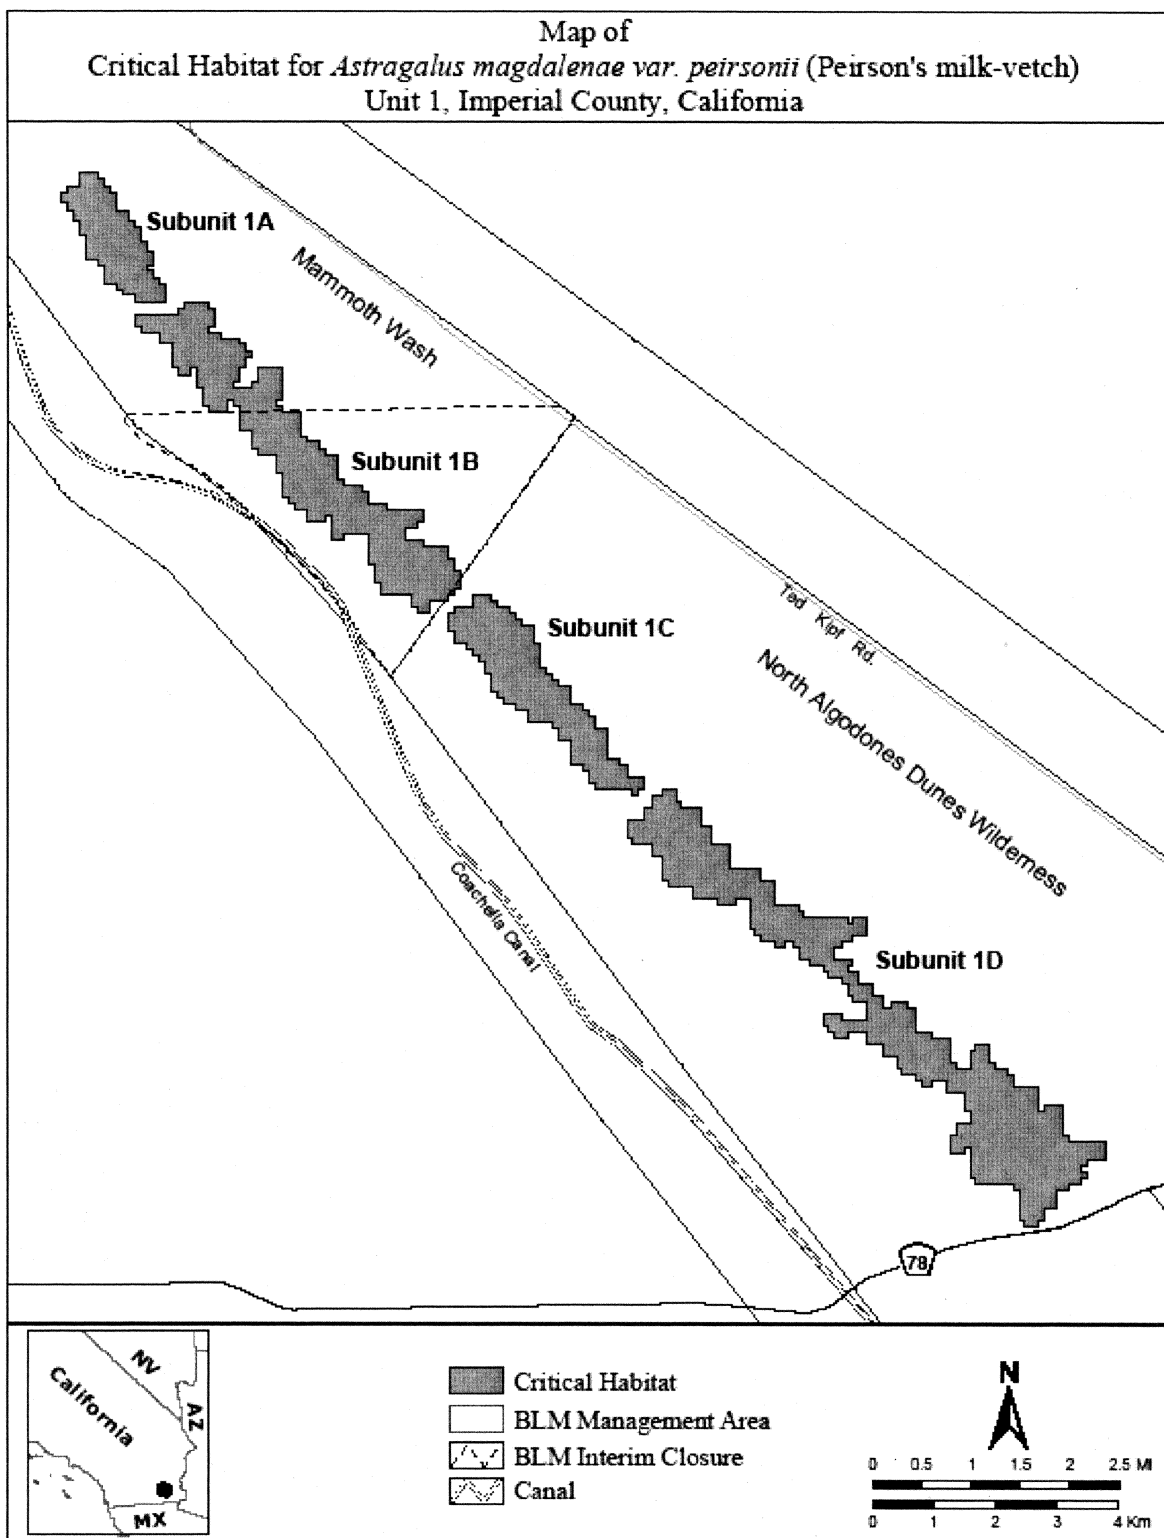 Map of
Critical Habitat for Astragalus magdalenae var. peirsonii (Peirson's milk-vetch)
Unit 1, Imperial County, California
Subunit 1A
Mammoth Wash
Subunit 1B
Subunit 1C
Ted Kipf Rd.
North Algodones Dunes Wilderness
Coachella Canal
Subunit 1D
78
NV
California
AZ
MX
Critical Habitat
BLM Management Area
BLM Interim Closure
Canal
N
0 0.5 1 1.5 2 2.5 MI
0 1 2 3 4 Km